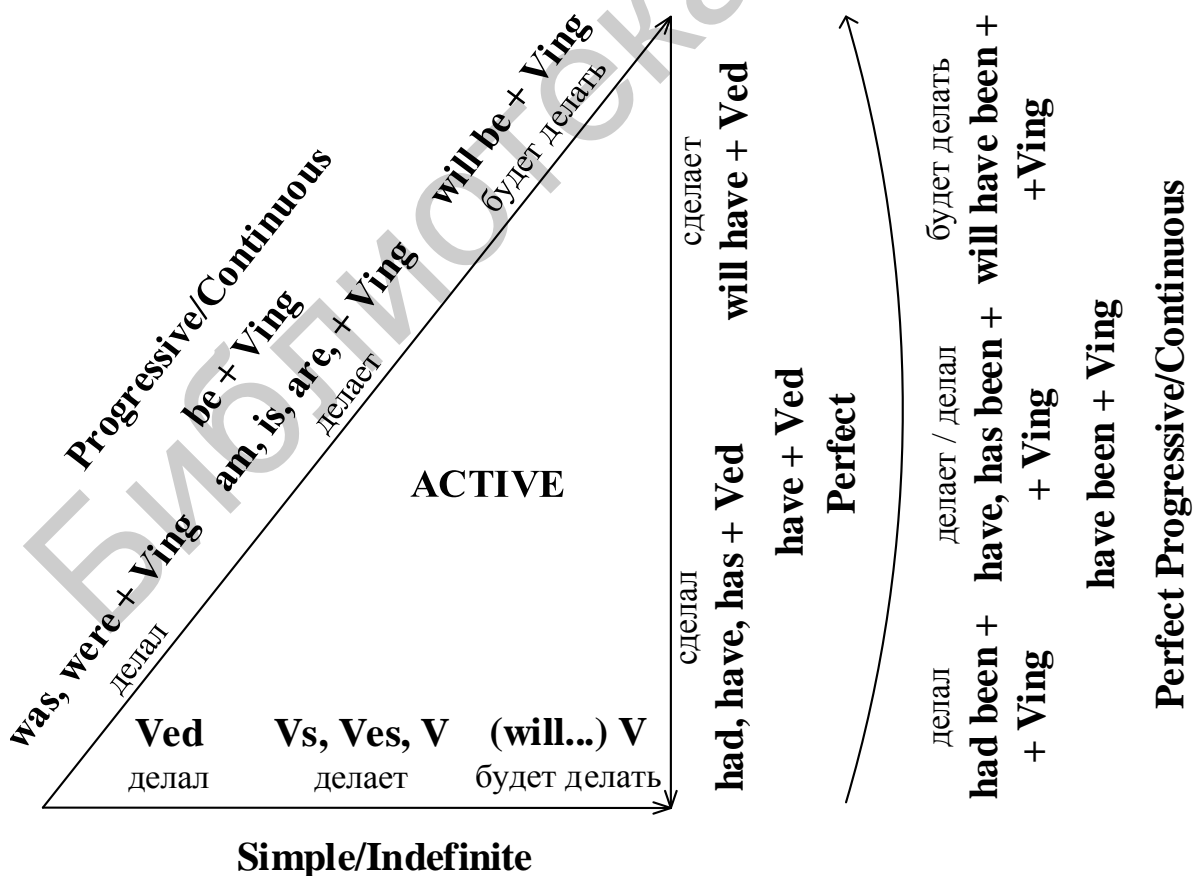 Progressive/Continuous
be + Ving
was, were + Ving
am, is, are, + Ving
will be + Ving
делал
делает
будет делать
ACTIVE
Ved
Vs, Ves, V
(will...) V
делал
делает
будет делать
Simple/Indefinite
сделал
сделает
had, have, has + Ved
will have + Ved
have + Ved
Perfect
делал
делает / делал
будет делать
had been +
+ Ving
have, has been +
+ Ving
will have been +
+Ving
have been + Ving
Perfect Progressive/Continuous
Библиотека